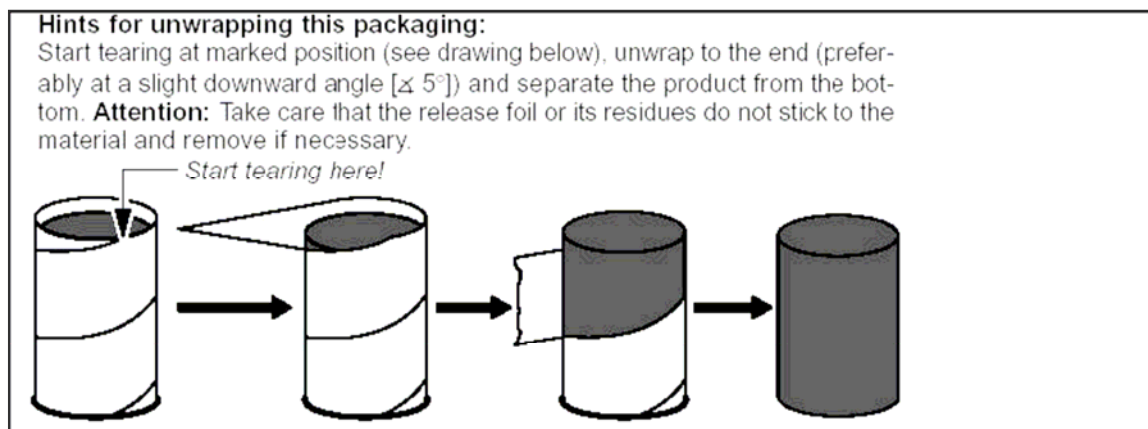 Hints for unwrapping this packaging:
Start tearing at marked position (see drawing below), unwrap to the end (prefer-
ably at a slight downward angle [∡ 5°]) and separate the product from the bot-
tom. Attention: Take care that the release foil or its residues do not stick to the
material and remove if necessary.
Start tearing here!